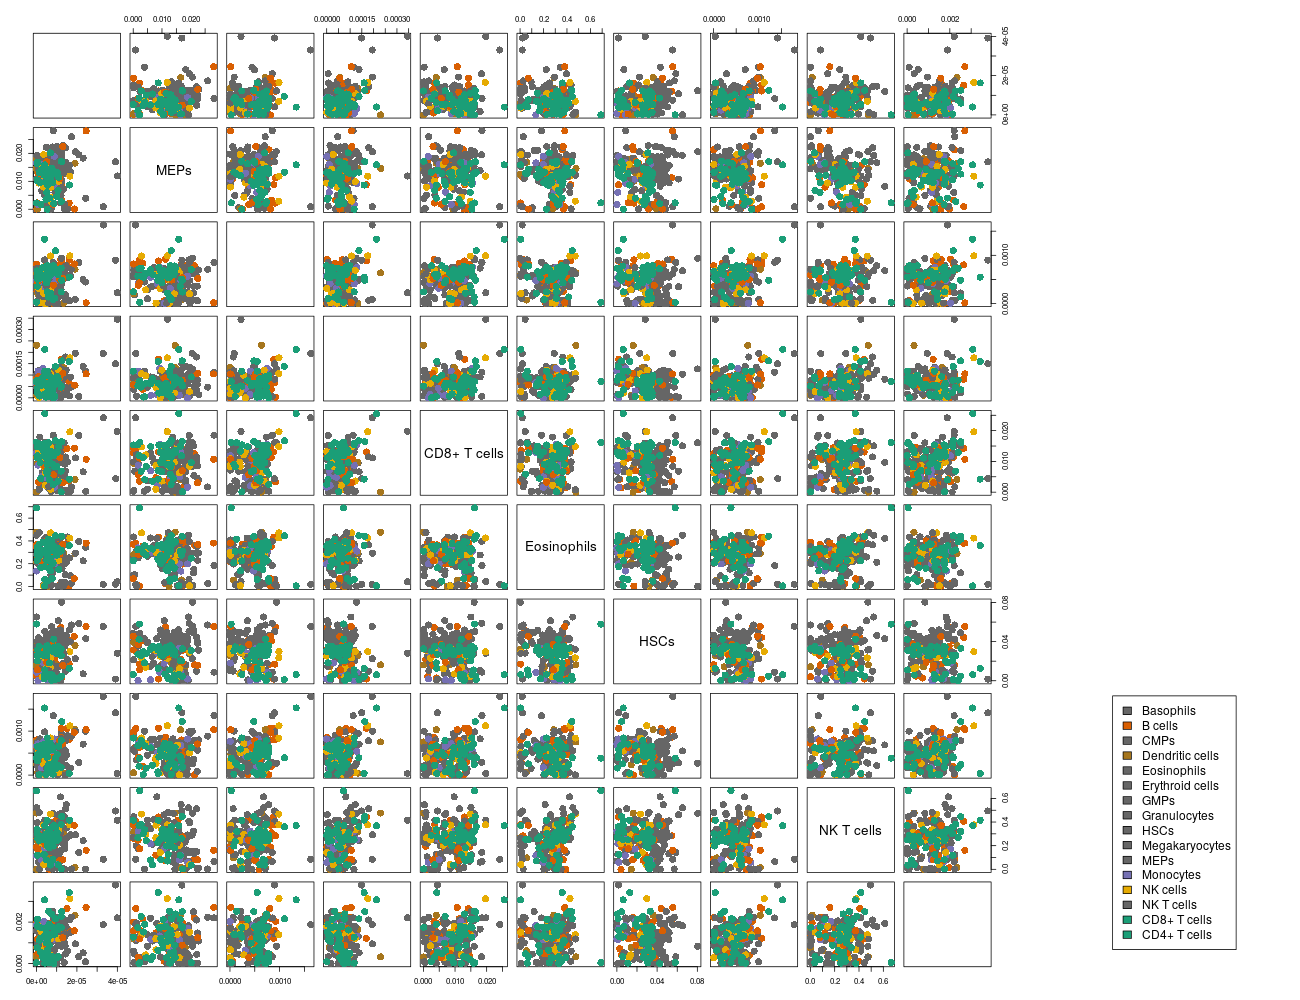 0.000 0.010 0.020 0.00000 0.00015 0.00030 0.0 0.2 0.4 0.6 0.0000 0.0010 0.000 0.002
0e+00 2e-05 4e-05
MEPs
0.000 0.010 0.020
0.0000 0.0010
0.00000 0.00015 0.00030
CD8+ T cells
0.000 0.010 0.020
Eosinophils
0.0 0.2 0.4 0.6
HSCs
0.00 0.04 0.08
0.0000 0.0010
NK T cells
0.0 0.2 0.4 0.6
0.000 0.002
0e+00 2e-05 4e-05 0.0000 0.0010 0.000 0.010 0.020 0.00 0.04 0.08 0.0 0.2 0.4 0.6
Basophils
B cells
CMPs
Dendritic cells
Eosinophils
Erythroid cells
GMPs
Granulocytes
HSCs
Megakaryocytes
MEPs
Monocytes
NK cells
NK T cells
CD8+ T cells
CD4+ T cells